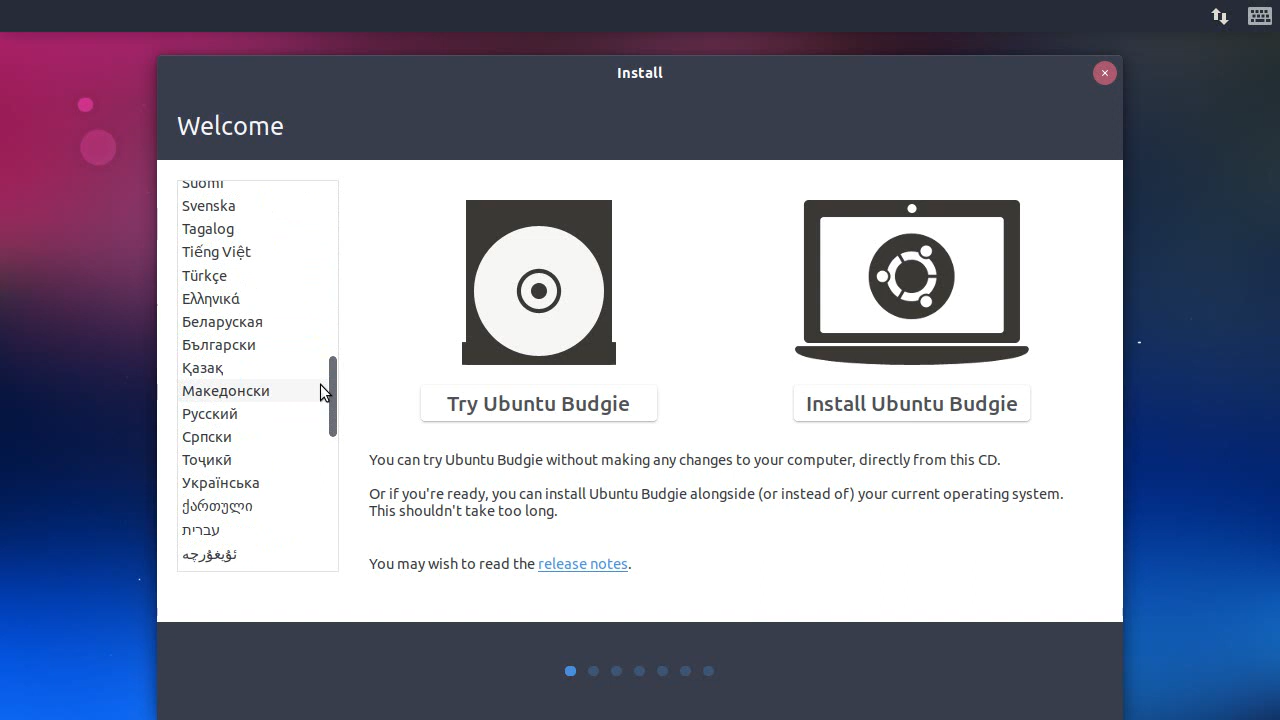 Install
Welcome
Suomi
Svenska
Tagalog
Tiếng Việt
Türkçe
Ελληνικά
Беларуская
Български
Қазақ
Македонски
Русский
Српски
Тоҷикӣ
Українська
ქართული
עברית
ئۇيغۇرچە
Try Ubuntu Budgie
Install Ubuntu Budgie
You can try Ubuntu Budgie without making any changes to your computer, directly from this CD.
Or if you're ready, you can install Ubuntu Budgie alongside (or instead of) your current operating system.
This shouldn't take too long.
You may wish to read the release notes.